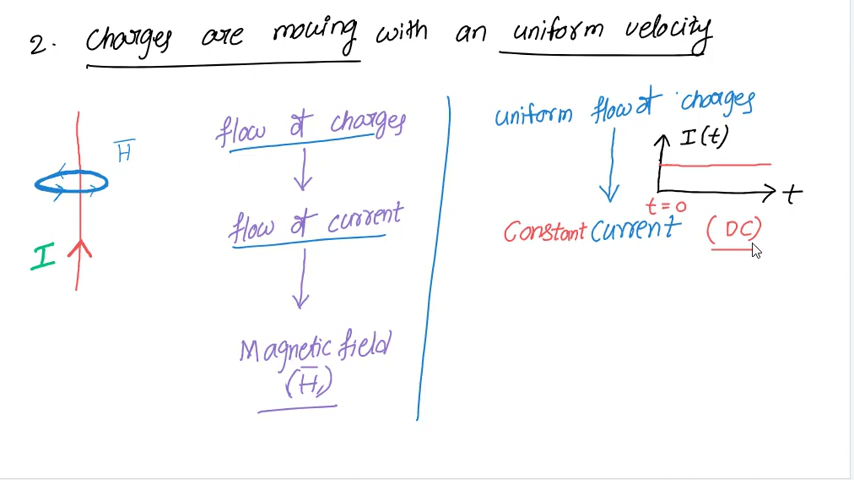 2. Charges are moving with an uniform velocity
H
I
flow of charges
flow of current
Magnetic field
(H)
uniform flow of charges
I(t)
t
t=0
Constant current (DC)